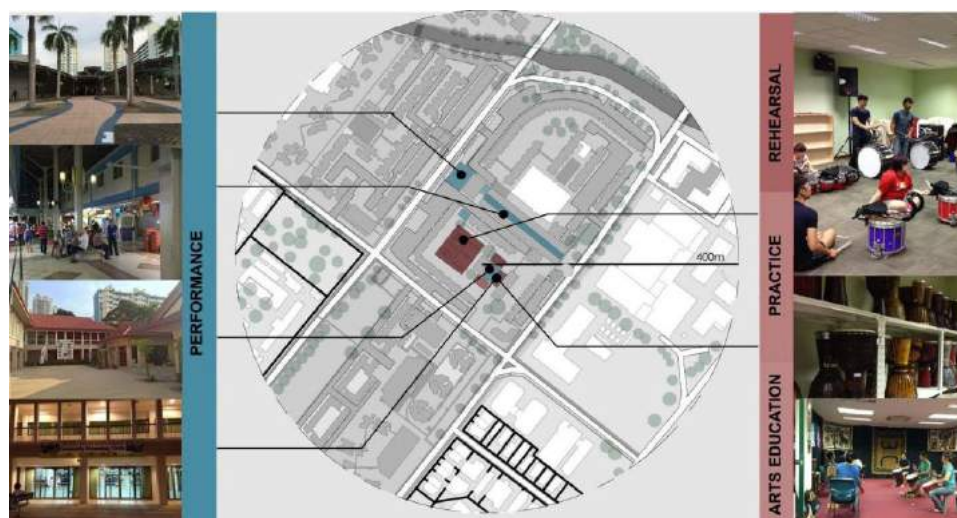 PERFORMANCE
400m
REHEARSAL
PRACTICE
ARTS EDUCATION